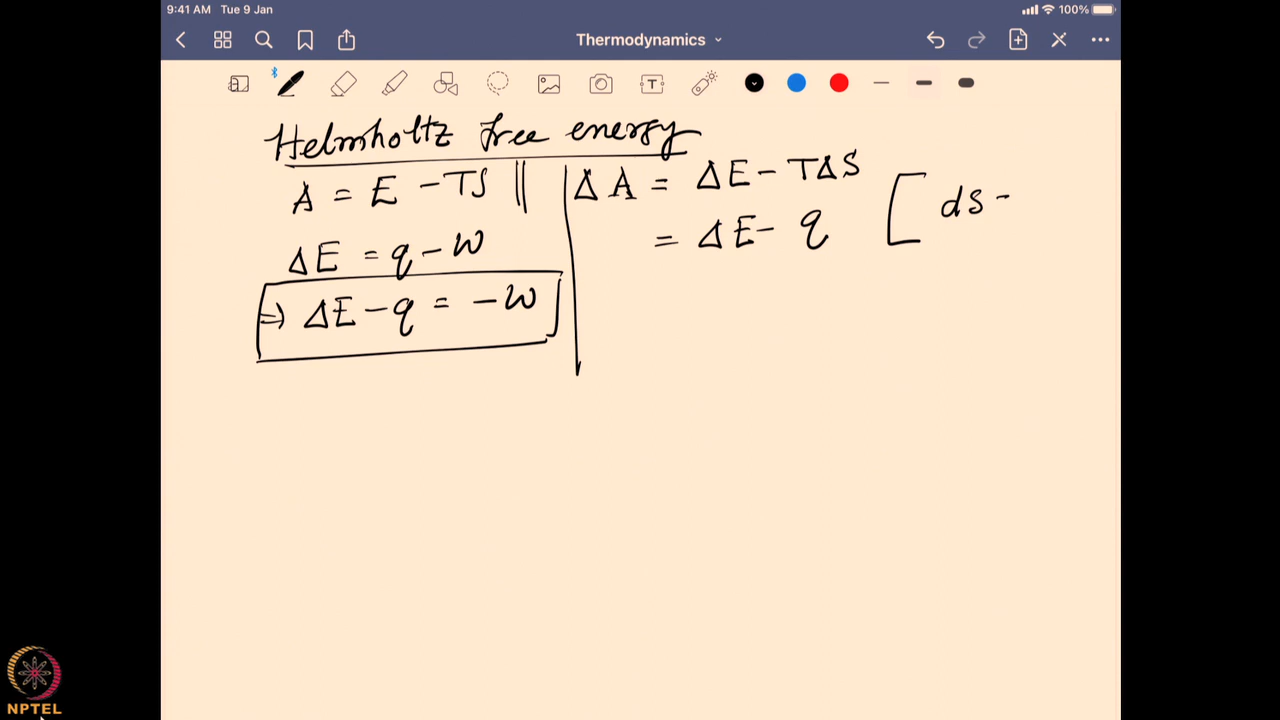 9:41 AM Tue 9 Jan
100%
Thermodynamics
Helmholtz free energy
A = E - TS
ΔE = q - w
⇒ ΔE - q = - w
ΔA = ΔE - TΔS
= ΔE - q [ dS -
NPTEL